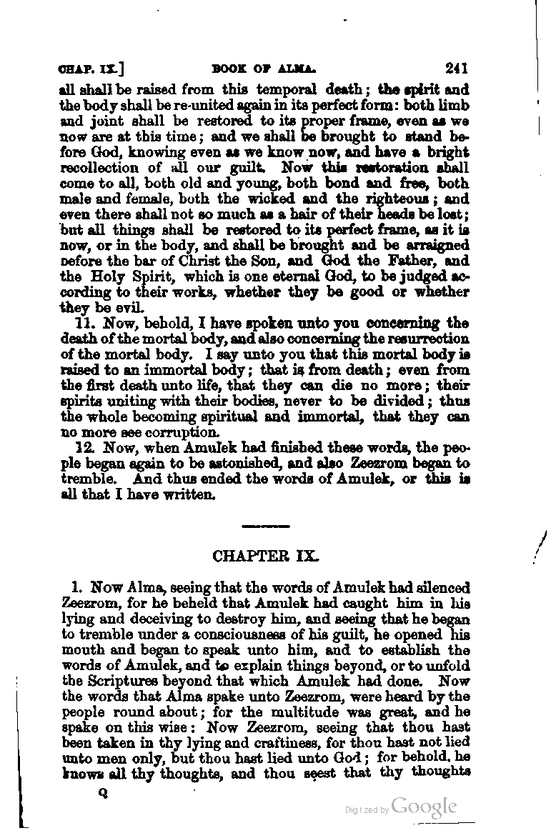 CHAP. IX.] BOOK OF ALMA. 241
all shall be raised from this temporal death; the spirit and
the body shall be re-united again in its perfect form: both limb
and joint shall be restored to its proper frame, even as we
now are at this time; and we shall be brought to stand be-
fore God, knowing even as we know now, and have a bright
recollection of all our guilt. Now this restoration shall
come to all, both old and young, both bond and free, both
male and female, both the wicked and the righteous; and
even there shall not so much as a hair of their heads be lost;
but all things shall be restored to its perfect frame, as it is
now, or in the body, and shall be brought and be arraigned
before the bar of Christ the Son, and God the Father, and
the Holy Spirit, which is one eternal God, to be judged ac-
cording to their works, whether they be good or whether
they be evil.
11. Now, behold, I have spoken unto you concerning the
death of the mortal body, and also concerning the resurrection
of the mortal body. I say unto you that this mortal body is
raised to an immortal body; that is from death; even from
the first death unto life, that they can die no more; their
spirits uniting with their bodies, never to be divided; thus
the whole becoming spiritual and immortal, that they can
no more see corruption.
12. Now, when Amulek had finished these words, the peo-
ple began again to be astonished, and also Zeezrom began to
tremble. And thus ended the words of Amulek, or this is
all that I have written.
CHAPTER IX.
1. Now Alma, seeing that the words of Amulek had silenced
Zeezrom, for he beheld that Amulek had caught him in his
lying and deceiving to destroy him, and seeing that he began
to tremble under a consciousness of his guilt, he opened his
mouth and began to speak unto him, and to establish the
words of Amulek, and to explain things beyond, or to unfold
the Scriptures beyond that which Amulek had done. Now
the words that Alma spake unto Zeezrom, were heard by the
people round about; for the multitude was great, and he
spake on this wise: Now Zeezrom, seeing that thou hast
been taken in thy lying and craftiness, for thou hast not lied
unto men only, but thou hast lied unto God; for behold, he
knows all thy thoughts, and thou seest that thy thoughts
Q
Digitized by Google